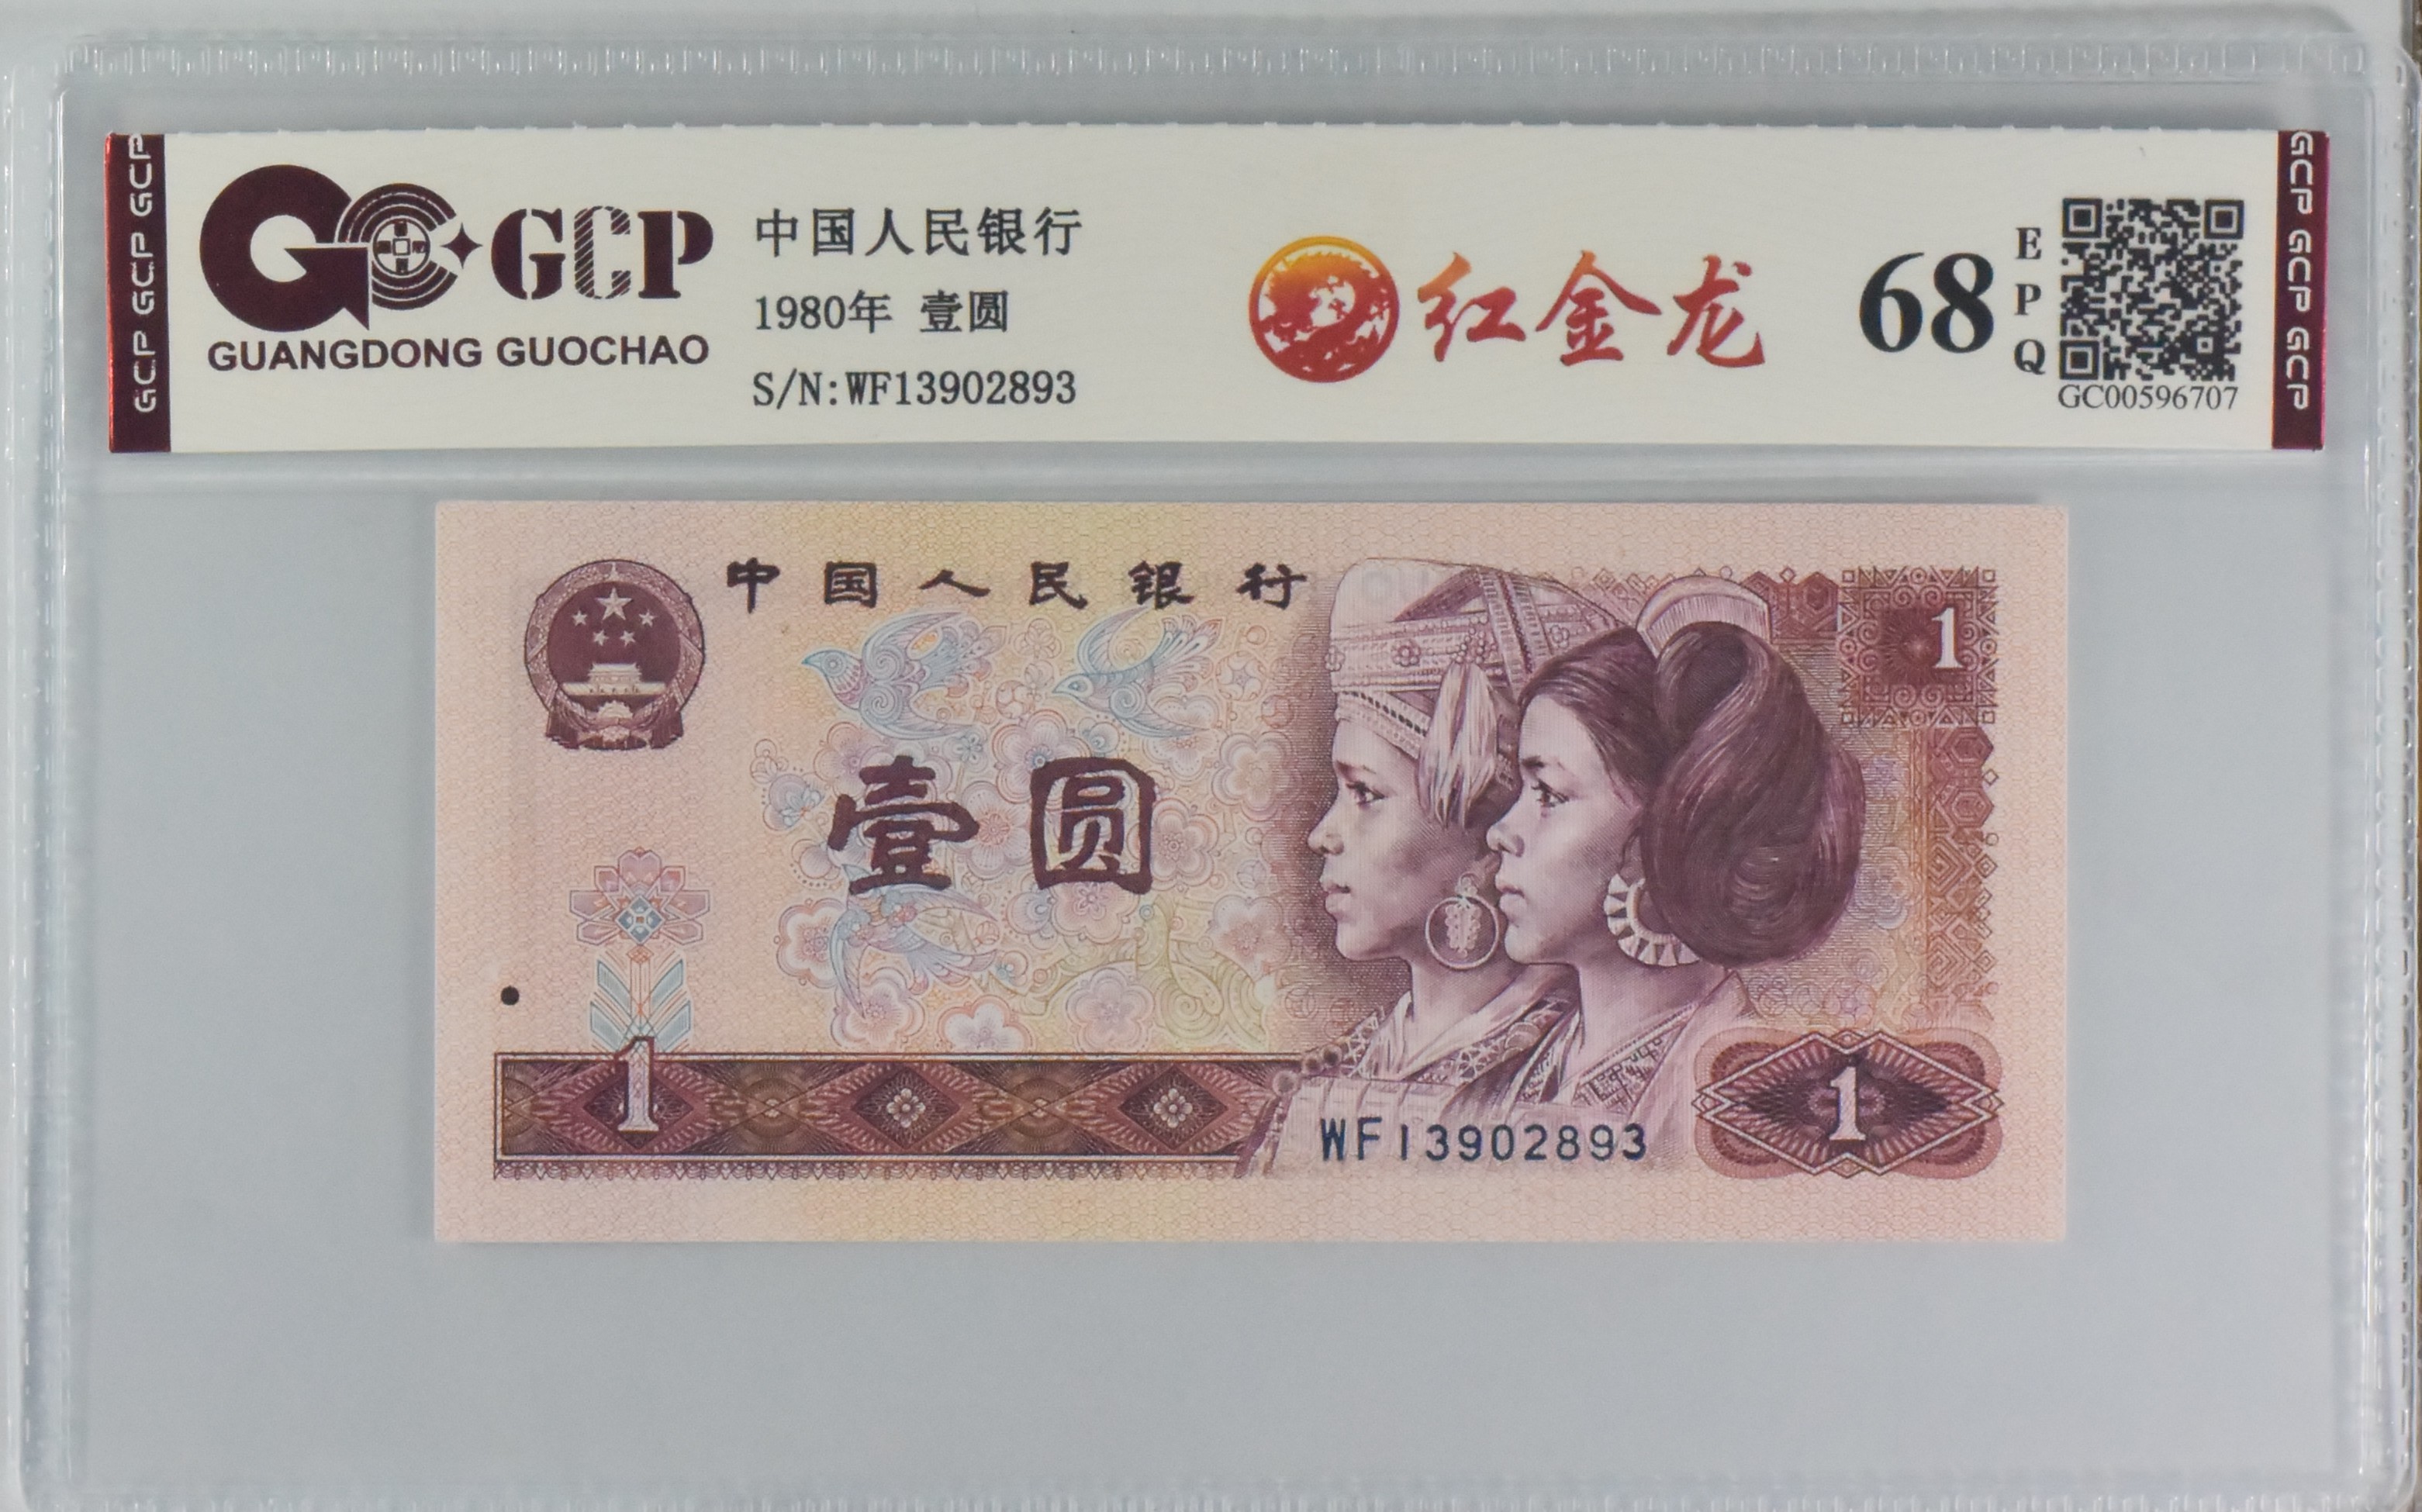 GCP GCP GCP
GCP
GUANGDONG GUOCHAO
中国人民银行
1980年 壹圆
S/N:WF13902893
红金龙
68
EPQ
GC00596707
GCP GCP GCP
中国人民银行
1
壹圆
1
WF13902893
1